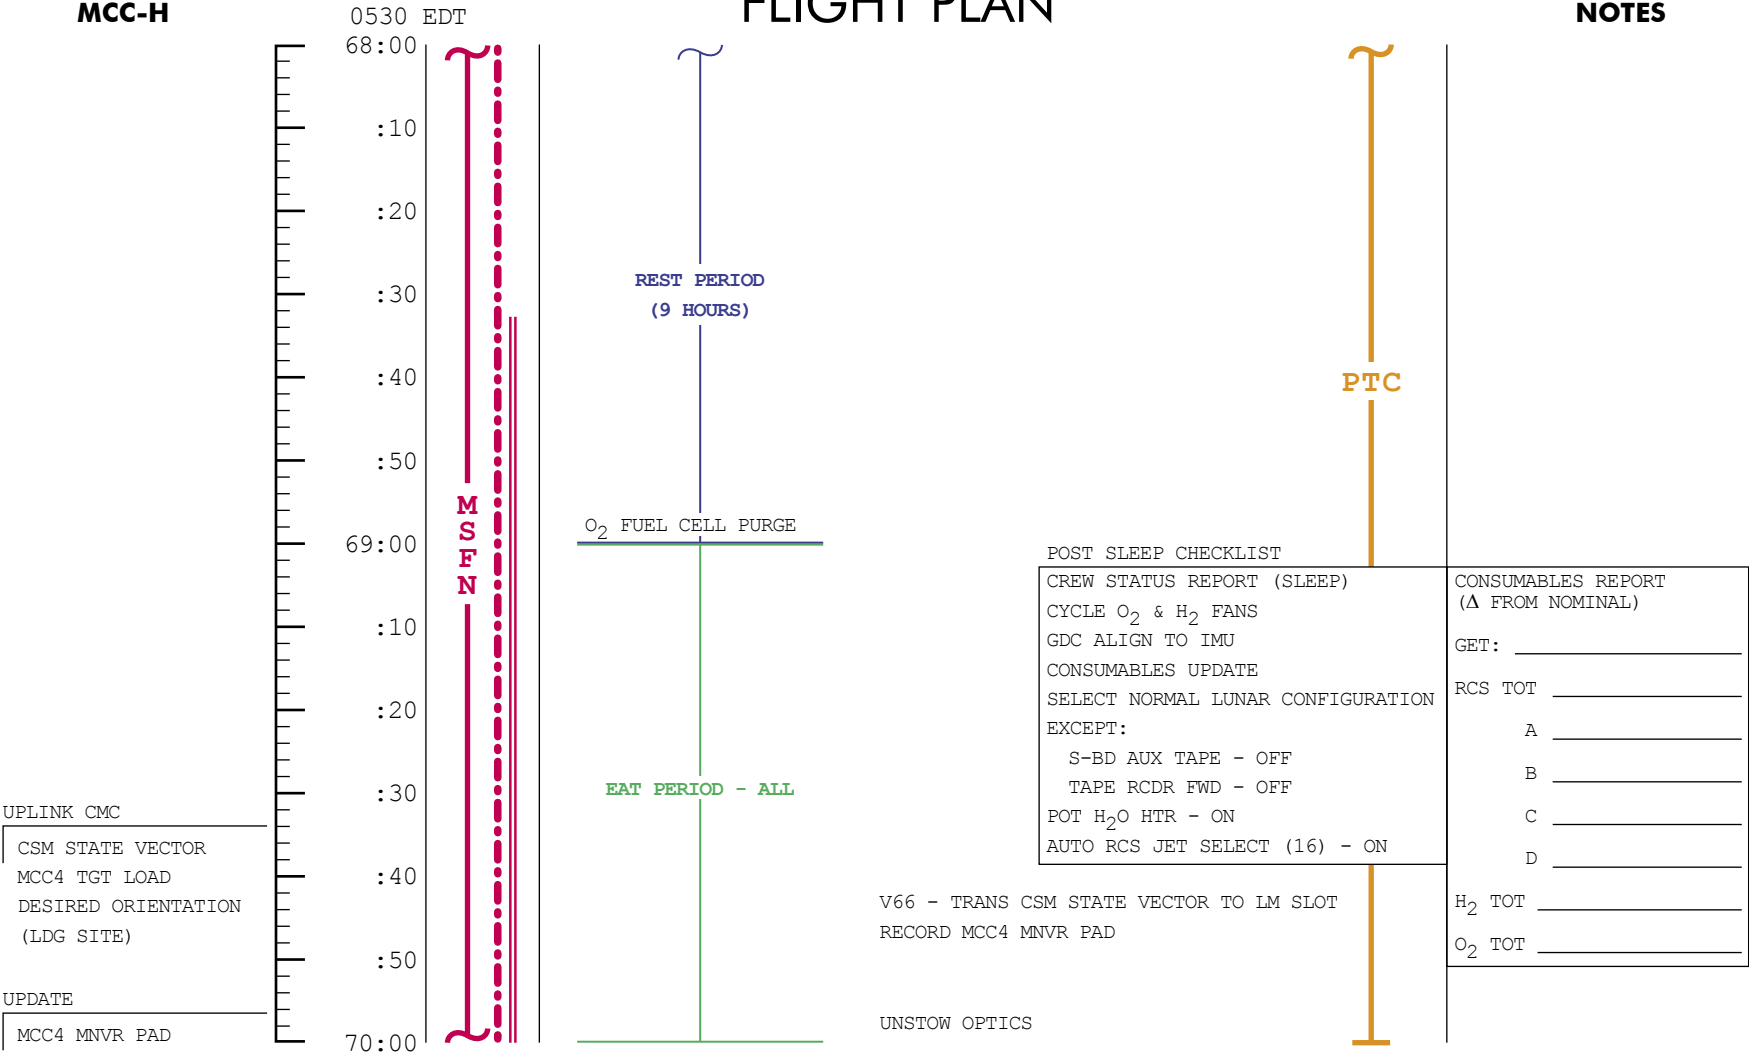 MCC-H
0530 EDT
FLIGHT PLAN
NOTES
68:00
:10
:20
:30
:40
:50
69:00
:10
:20
:30
:40
:50
70:00
MSFN
REST PERIOD
(9 HOURS)
O2 FUEL CELL PURGE
EAT PERIOD - ALL
PTC
UPLINK CMC
CSM STATE VECTOR
MCC4 TGT LOAD
DESIRED ORIENTATION
(LDG SITE)
UPDATE
MCC4 MNVR PAD
POST SLEEP CHECKLIST
CREW STATUS REPORT (SLEEP)
CYCLE O2 & H2 FANS
GDC ALIGN TO IMU
CONSUMABLES UPDATE
SELECT NORMAL LUNAR CONFIGURATION
EXCEPT:
S-BD AUX TAPE - OFF
TAPE RCDR FWD - OFF
POT H2O HTR - ON
AUTO RCS JET SELECT (16) - ON
V66 - TRANS CSM STATE VECTOR TO LM SLOT
RECORD MCC4 MNVR PAD
UNSTOW OPTICS
CONSUMABLES REPORT
(Δ FROM NOMINAL)
GET:
RCS TOT
A
B
C
D
H2 TOT
O2 TOT